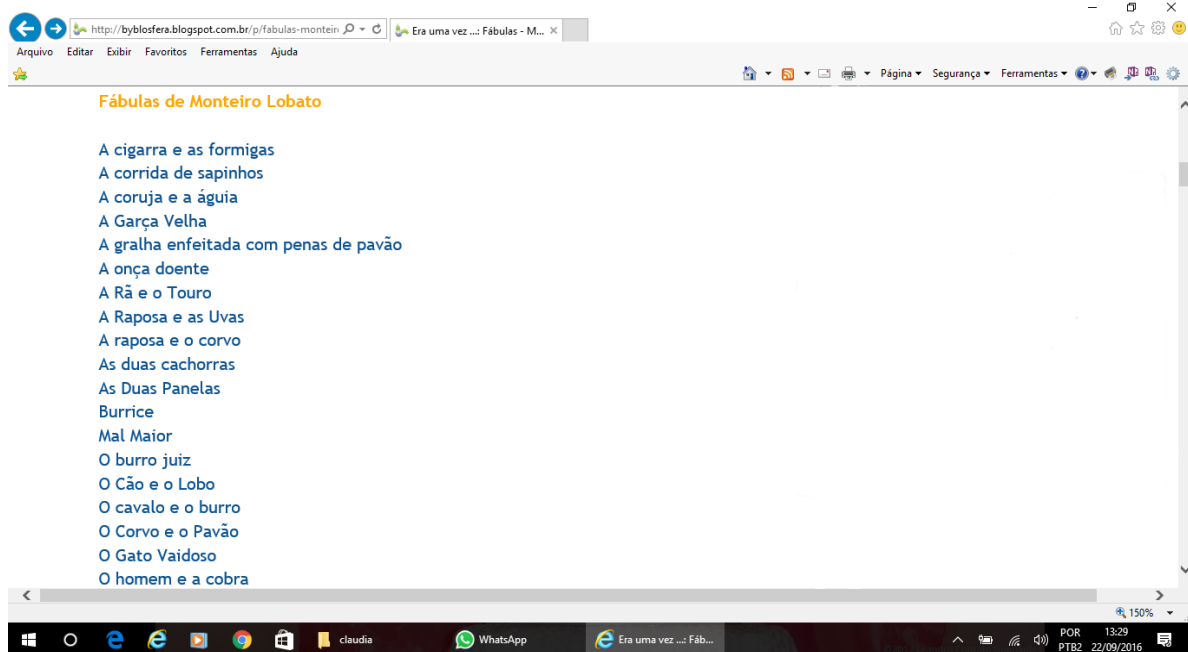 http://byblosfera.blogspot.com.br/p/fabulas-monteir
Era uma vez ...: Fábulas - M...
Arquivo Editar Exibir Favoritos Ferramentas Ajuda
Página Segurança Ferramentas
Fábulas de Monteiro Lobato
A cigarra e as formigas
A corrida de sapinhos
A coruja e a águia
A Garça Velha
A gralha enfeitada com penas de pavão
A onça doente
A Rã e o Touro
A Raposa e as Uvas
A raposa e o corvo
As duas cachorras
As Duas Panelas
Burrice
Mal Maior
O burro juiz
O Cão e o Lobo
O cavalo e o burro
O Corvo e o Pavão
O Gato Vaidoso
O homem e a cobra
150%
claudia
WhatsApp
Era uma vez ...: Fáb...
POR
PTB2
13:29
22/09/2016